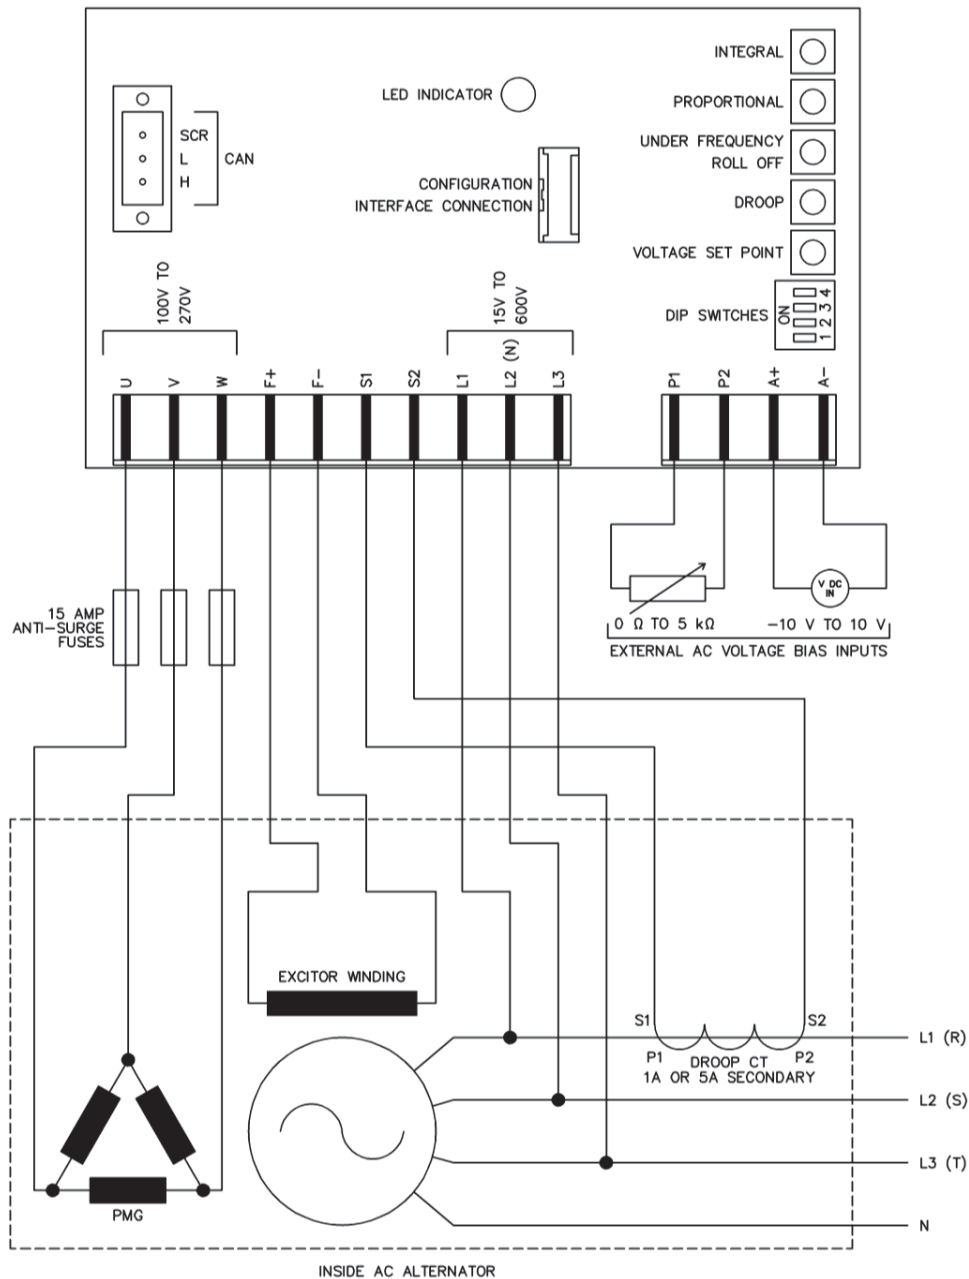 INTEGRAL
LED INDICATOR
PROPORTIONAL
SCR
L
H
CAN
UNDER FREQUENCY
ROLL OFF
CONFIGURATION
INTERFACE CONNECTION
DROOP
VOLTAGE SET POINT
100V TO
270V
15V TO
600V
DIP SWITCHES
ON
1 2 3 4
U
V
W
F+
F-
S1
S2
L1
L2 (N)
L3
P1
P2
A+
A-
15 AMP
ANTI-SURGE
FUSES
V DC
IN
0 Ω TO 5 kΩ
-10 V TO 10 V
EXTERNAL AC VOLTAGE BIAS INPUTS
EXCITOR WINDING
S1
S2
P1
P2
DROOP CT
1A OR 5A SECONDARY
L1 (R)
L2 (S)
L3 (T)
N
PMG
INSIDE AC ALTERNATOR